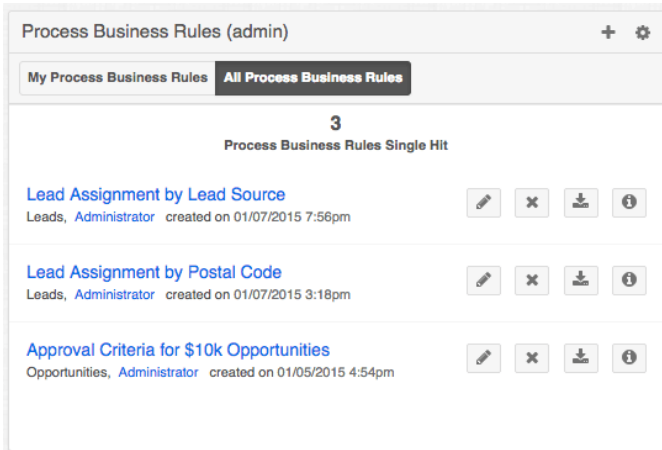 Process Business Rules (admin)
My Process Business Rules All Process Business Rules
3
Process Business Rules Single Hit
Lead Assignment by Lead Source
Leads, Administrator created on 01/07/2015 7:56pm
Lead Assignment by Postal Code
Leads, Administrator created on 01/07/2015 3:18pm
Approval Criteria for $10k Opportunities
Opportunities, Administrator created on 01/05/2015 4:54pm